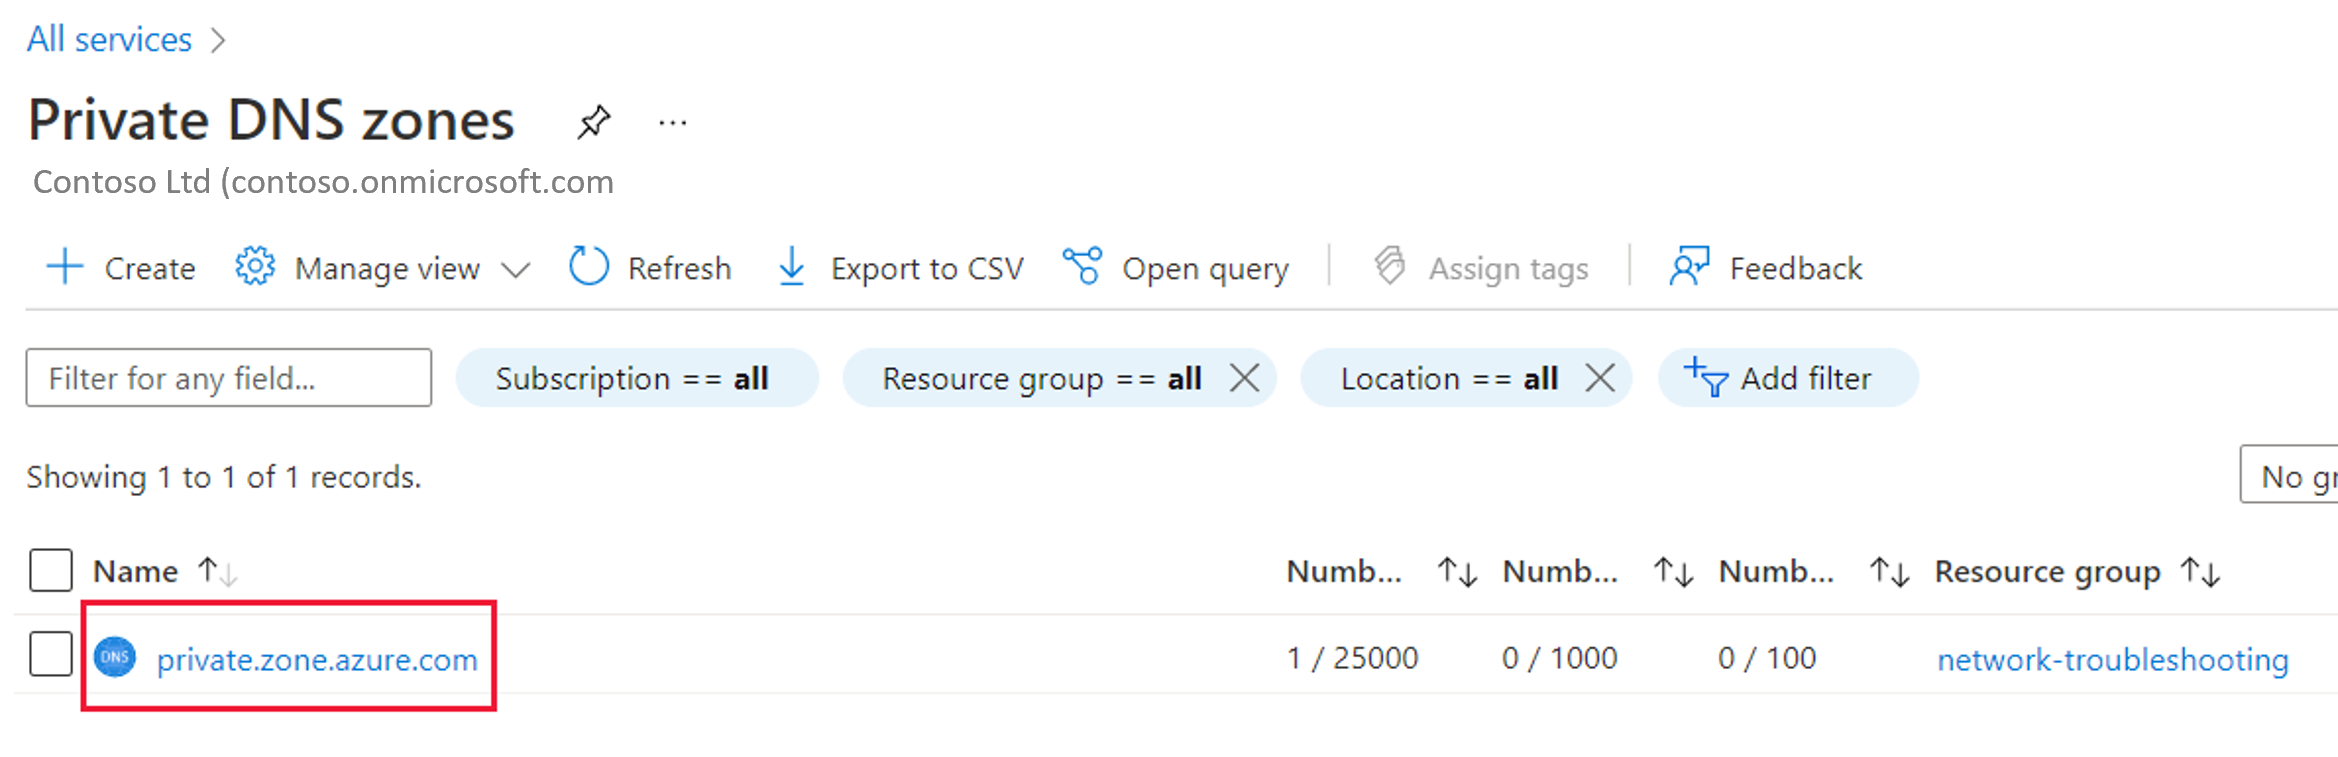 All services
Private DNS zones ...
Contoso Ltd (contoso.onmicrosoft.com
Create Manage view Refresh Export to CSV Open query Assign tags Feedback
Filter for any field... Subscription == all Resource group == all Location == all Add filter
Showing 1 to 1 of 1 records. No gr
Name Numb... Numb... Numb... Resource group
DNS private.zone.azure.com 1 / 25000 0 / 1000 0 / 100 network-troubleshooting